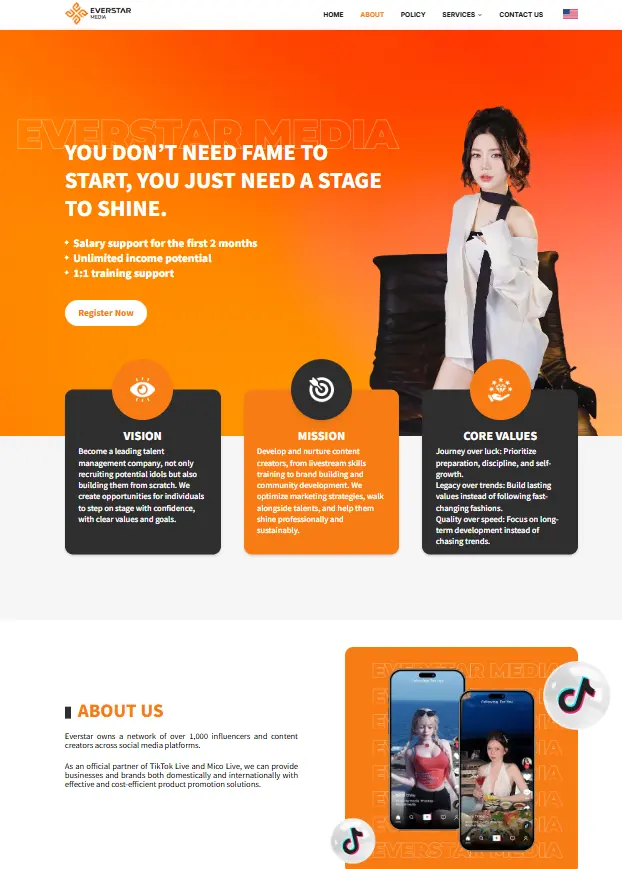 EVERSTAR
MEDIA
HOME
ABOUT
POLICY
SERVICES
CONTACT US
EVERSTAR MEDIA
YOU DON’T NEED FAME TO
START, YOU JUST NEED A STAGE
TO SHINE.
Salary support for the first 2 months
Unlimited income potential
1:1 training support
Register Now
VISION
Become a leading talent
management company, not only
recruiting potential idols but also
building them from scratch. We
create opportunities for individuals
to step on stage with confidence,
with clear values and goals.
MISSION
Develop and nurture content
creators, from livestream skills
training to brand building and
community development. We
optimize marketing strategies, walk
alongside talents, and help them
shine professionally and
sustainably.
CORE VALUES
Journey over luck: Prioritize
preparation, discipline, and self-
growth.
Legacy over trends: Build lasting
values instead of following fast-
changing fashions.
Quality over speed: Focus on long-
term development instead of
chasing trends.
ABOUT US
Everstar owns a network of over 1,000 influencers and content
creators across social media platforms.
As an official partner of TikTok Live and Mico Live, we can provide
businesses and brands both domestically and internationally with
effective and cost-efficient product promotion solutions.
EVERSTAR MEDIA
Following For You
Following For You
EVERSTAR MEDIA